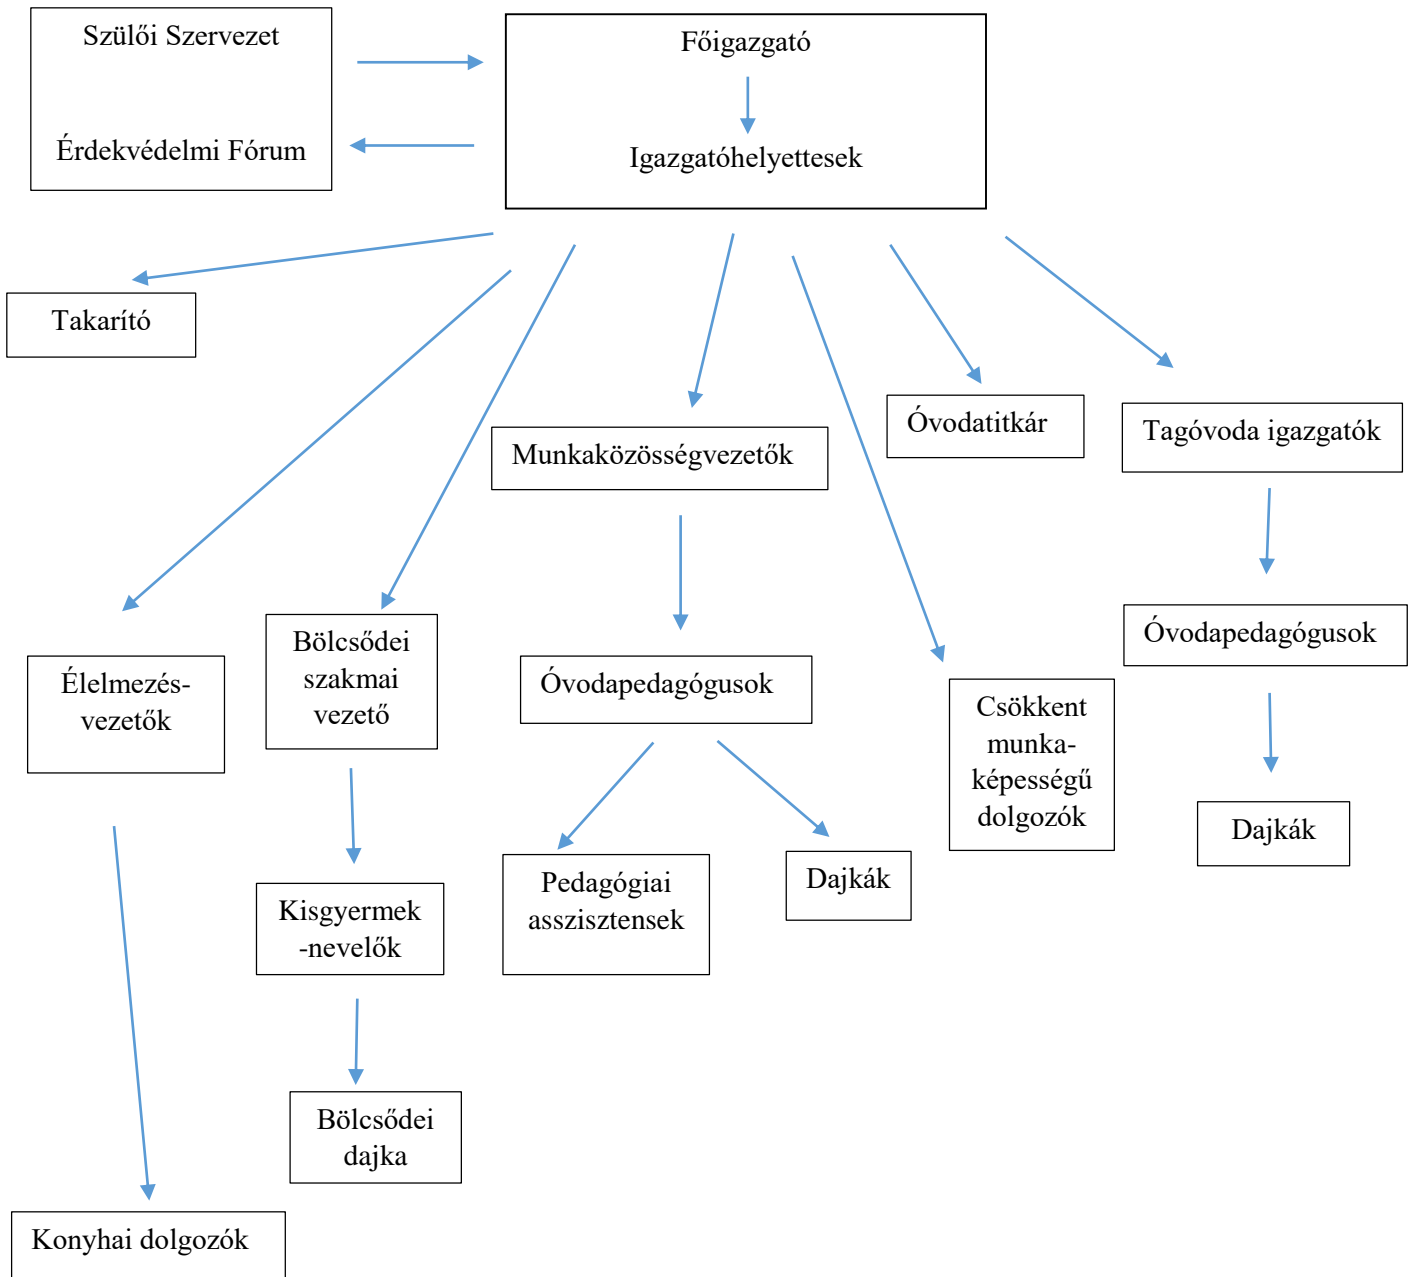 Szülői Szervezet
Érdekvédelmi Fórum
Főigazgató
Igazgatóhelyettesek
Takarító
Óvodatitkár
Tagóvoda igazgatók
Munkaközösségvezetők
Élelmezés-
vezetők
Bölcsődei
szakmai
vezető
Óvodapedagógusok
Csökkent
munka-
képességű
dolgozók
Óvodapedagógusok
Kisgyermek
-nevelők
Pedagógiai
asszisztensek
Dajkák
Dajkák
Bölcsődei
dajka
Konyhai dolgozók